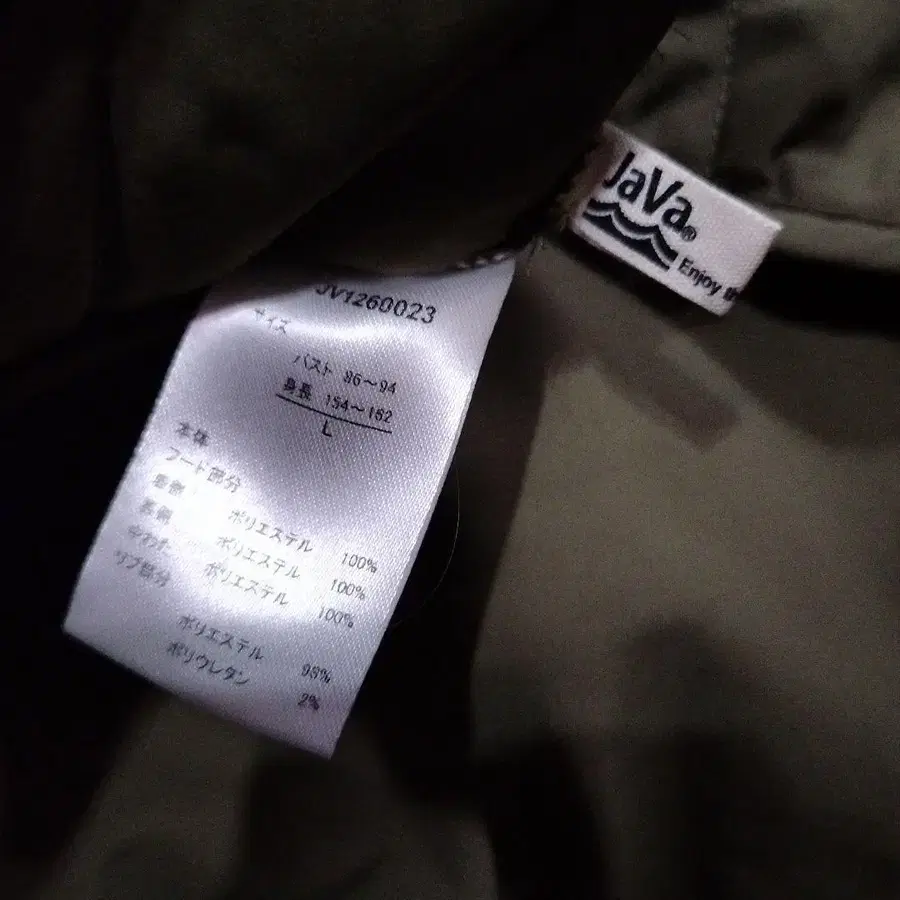 JaVa®
Enjoy th
JV1260023
サイズ
バスト 86～94
身長 154～162
L
本体
フード部分
表側 ポリエステル 100%
裏側 ポリエステル 100%
中わた ポリエステル 100%
リブ部分
ポリエステル 98%
ポリウレタン 2%